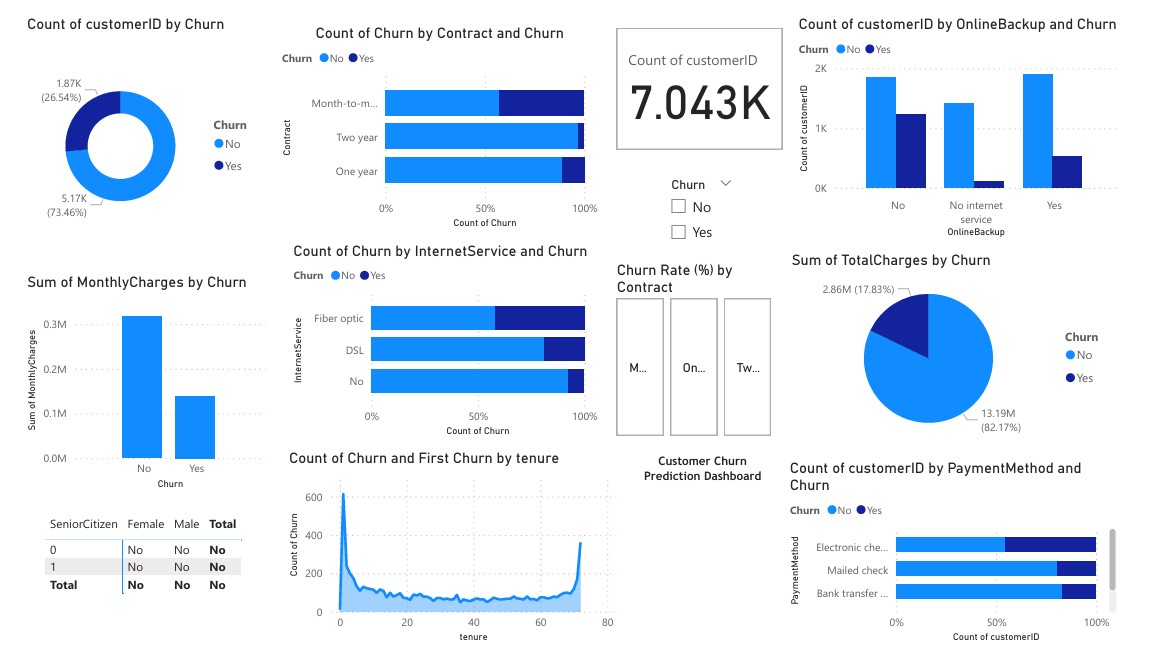 Count of customerID by Churn
1.87K
(26.54%)
5.17K
(73.46%)
Churn
No
Yes
Count of Churn by Contract and Churn
Churn No Yes
Contract
Month-to-m...
Two year
One year
0% 50% 100%
Count of Churn
Count of customerID
7.043K
Churn
No
Yes
Count of customerID by OnlineBackup and Churn
Churn No Yes
Count of customerID
2K
1K
0K
No No internet Yes
service
OnlineBackup
Sum of MonthlyCharges by Churn
Sum of MonthlyCharges
0.3M
0.2M
0.1M
0.0M
No Yes
Churn
Count of Churn by InternetService and Churn
Churn No Yes
InternetService
Fiber optic
DSL
No
0% 50% 100%
Count of Churn
Churn Rate (%) by
Contract
M... On... Tw...
Sum of TotalCharges by Churn
2.86M (17.83%)
13.19M
(82.17%)
Churn
No
Yes
SeniorCitizen Female Male Total
0 No No No
1 No No No
Total No No No
Count of Churn and First Churn by tenure
Count of Churn
600
400
200
0
0 20 40 60 80
tenure
Customer Churn
Prediction Dashboard
Count of customerID by PaymentMethod and
Churn
Churn No Yes
PaymentMethod
Electronic che...
Mailed check
Bank transfer ...
0% 50% 100%
Count of customerID